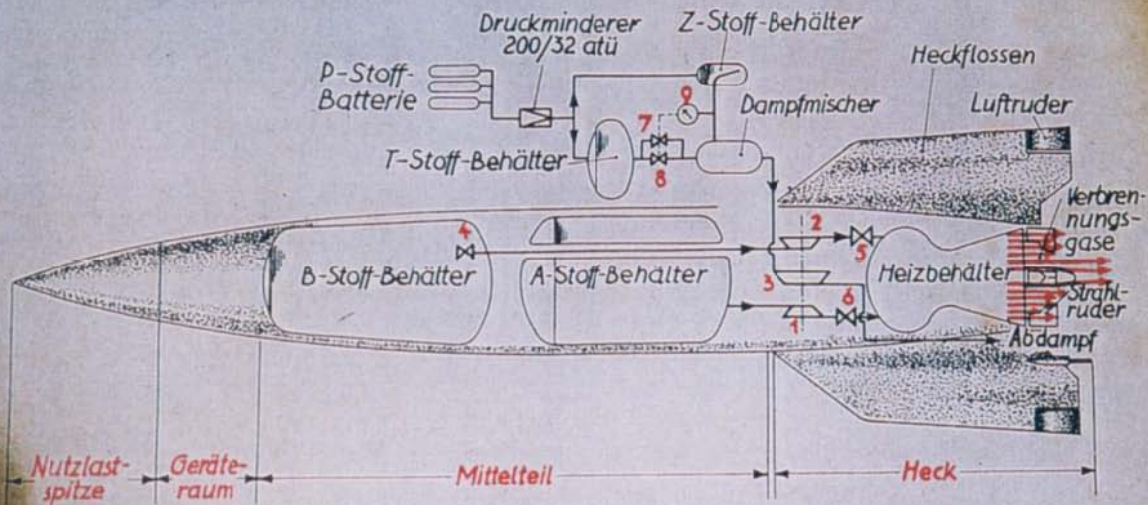 Druckminderer
200/32 atü
Z-Stoff-Behälter
P-Stoff-
Batterie
Heckflossen
Luftruder
9
7
Dampfmischer
T-Stoff-Behälter
8
Verbren-
nungs-
gase
4
2
5
B-Stoff-Behälter
A-Stoff-Behälter
Heizbehälter
3
6
1
Strahl-
ruder
Abdampf
Nutzlast-
spitze
Geräte-
raum
Mittelteil
Heck